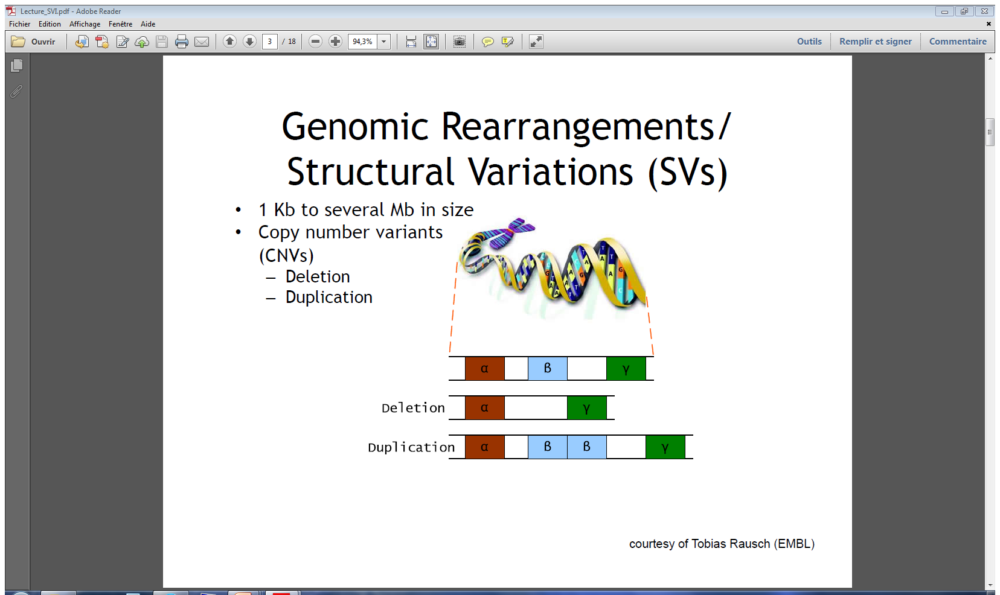 Lecture_SVI.pdf - Adobe Reader
Fichier Edition Affichage Fenêtre Aide
Ouvrir 3 / 18 94,3% Outils Remplir et signer Commentaire
Genomic Rearrangements/
Structural Variations (SVs)
• 1 Kb to several Mb in size
• Copy number variants
(CNVs)
– Deletion
– Duplication
α β γ
Deletion α γ
Duplication α β β γ
courtesy of Tobias Rausch (EMBL)